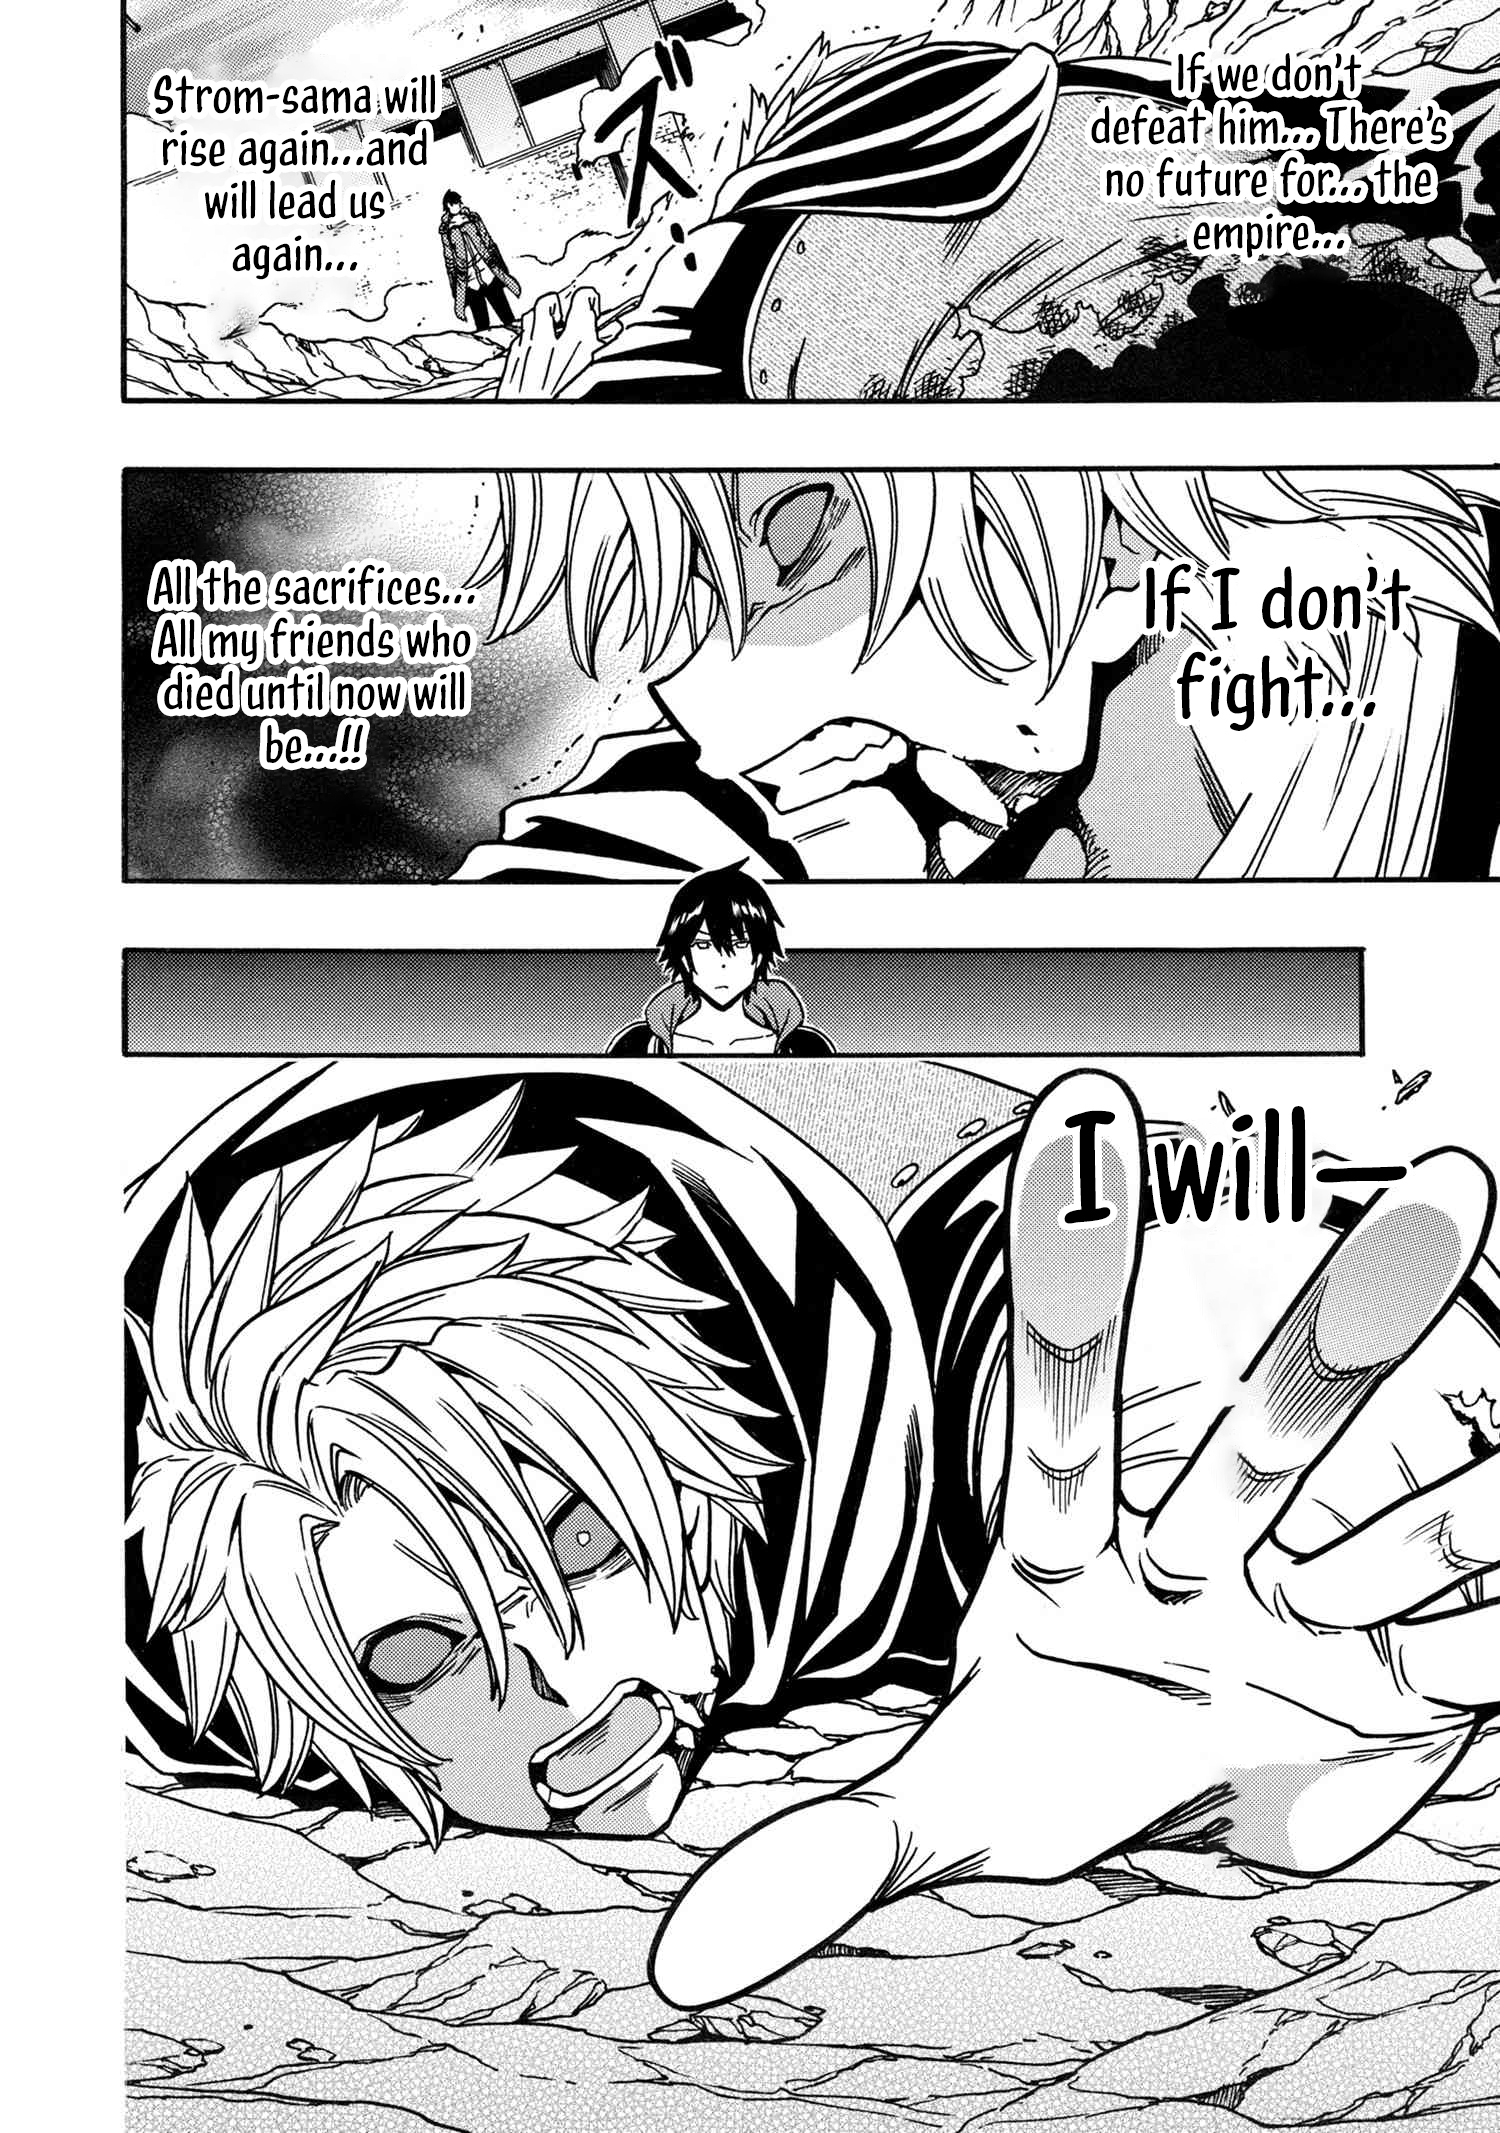 If we don't
defeat him... There's
no future for... the
empire...
ズ
Strom-sama will
rise again...and
will lead us
again...
If I don't
fight...
All the sacrifices...
All my friends who
died until now will
be...!!
I will—